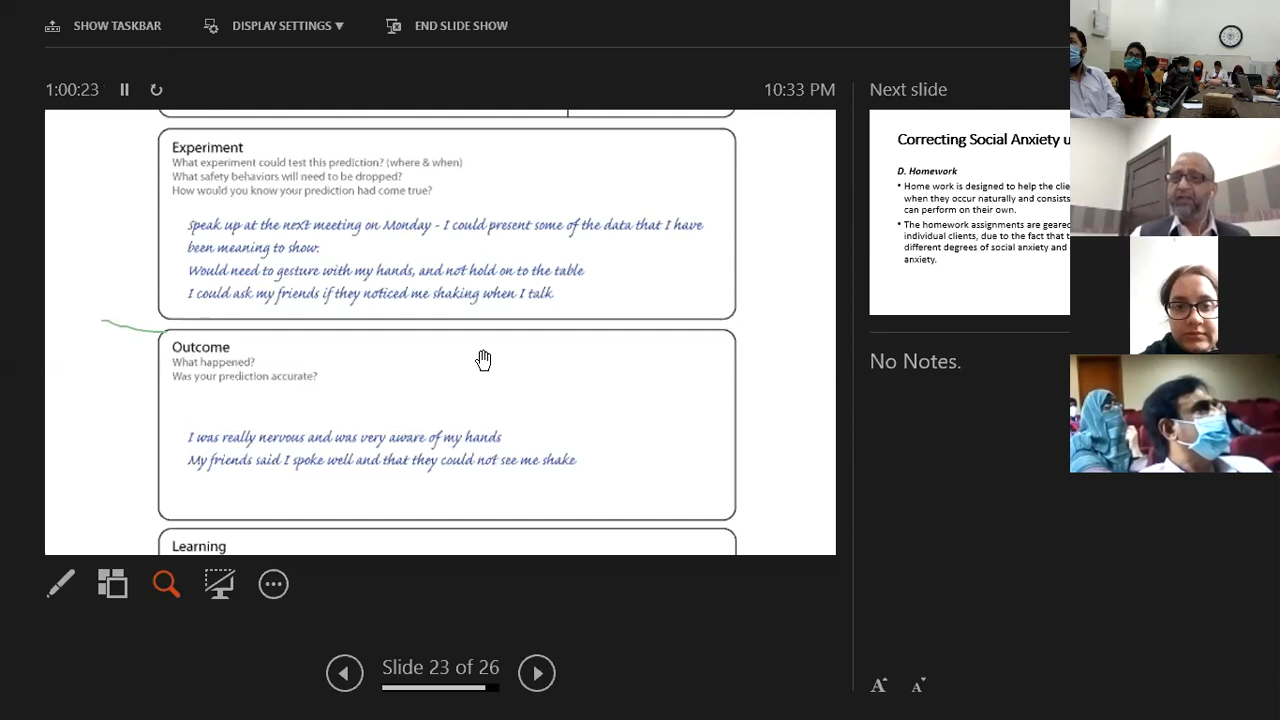 SHOW TASKBAR
DISPLAY SETTINGS ▼
END SLIDE SHOW
1:00:23
10:33 PM
Experiment
What experiment could test this prediction? (where & when)
What safety behaviors will need to be dropped?
How would you know your prediction had come true?
Speak up at the next meeting on Monday - I could present some of the data that I have
been meaning to show.
Would need to gesture with my hands, and not hold on to the table
I could ask my friends if they noticed me shaking when I talk
Outcome
What happened?
Was your prediction accurate?
I was really nervous and was very aware of my hands
My friends said I spoke well and that they could not see me shake
Learning
Next slide
Correcting Social Anxiety u
D. Homework
• Home work is designed to help the clie
when they occur naturally and consists
can perform on their own.
• The homework assignments are geared
individual clients, due to the fact that t
different degrees of social anxiety and
anxiety.
No Notes.
Slide 23 of 26
A A